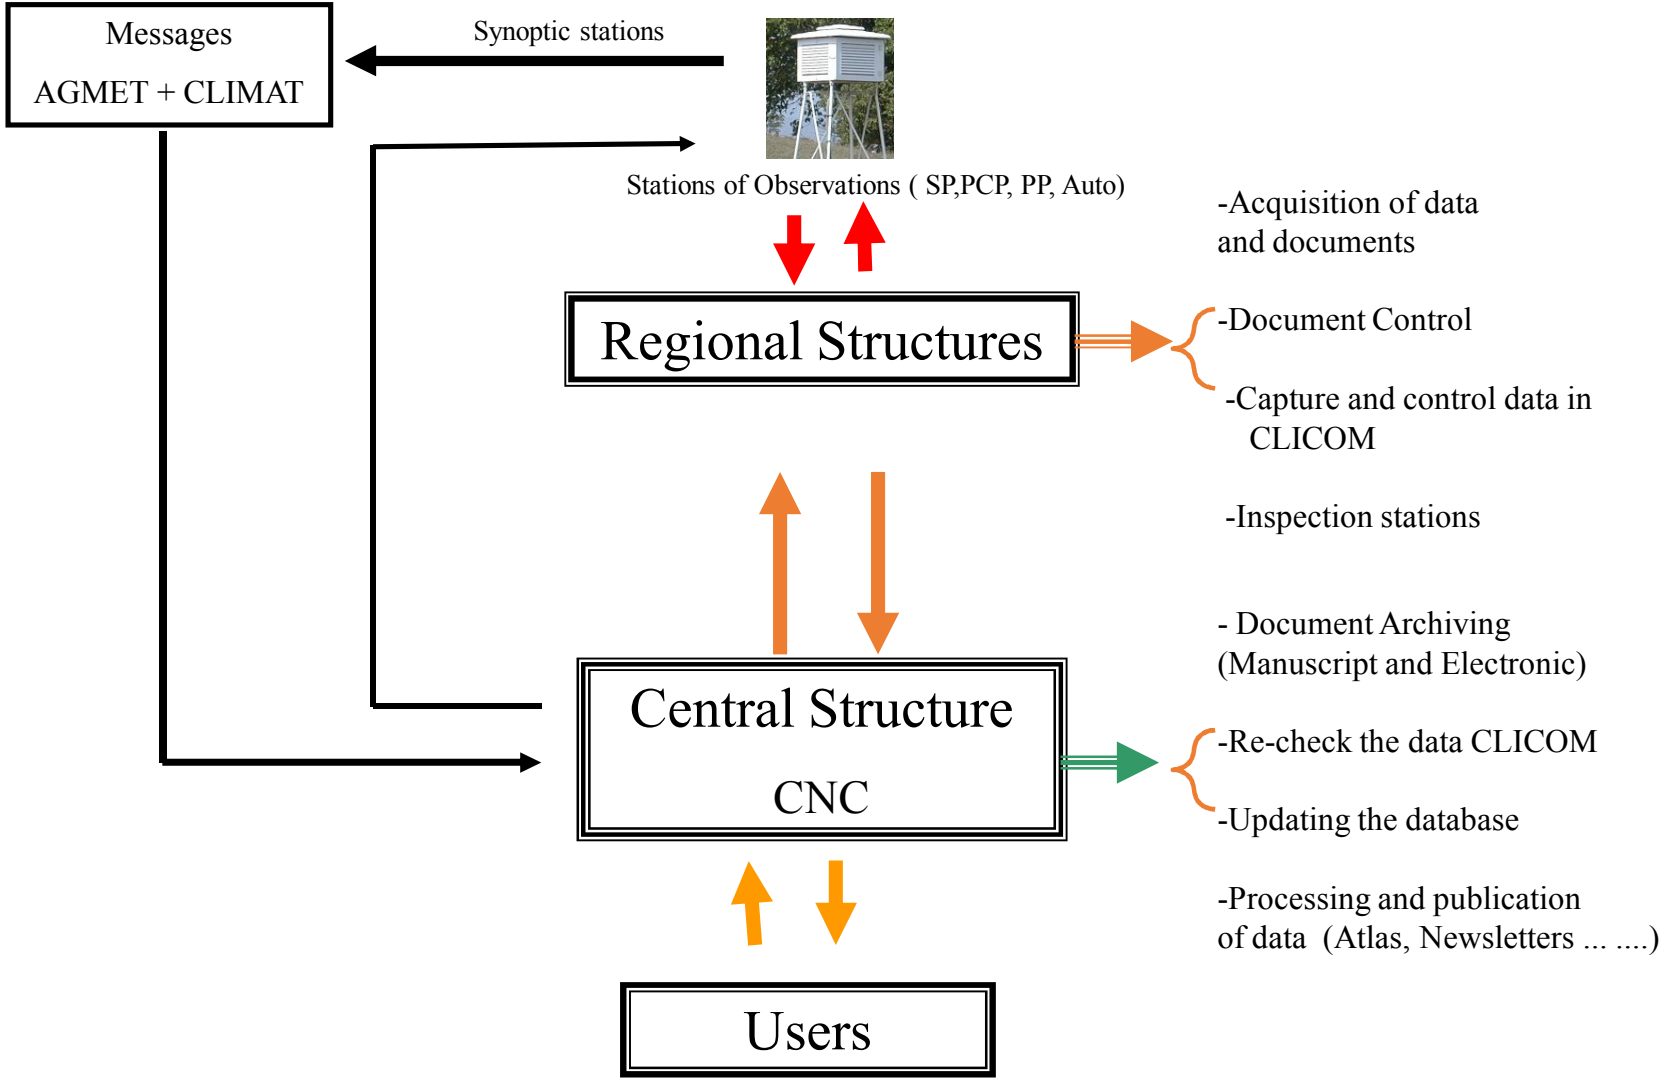 Messages
AGMET + CLIMAT
Synoptic stations
Stations of Observations ( SP,PCP, PP, Auto)
-Acquisition of data
and documents
Regional Structures
-Document Control
-Capture and control data in
CLICOM
-Inspection stations
- Document Archiving
(Manuscript and Electronic)
Central Structure
CNC
-Re-check the data CLICOM
-Updating the database
-Processing and publication
of data (Atlas, Newsletters ... ....)
Users